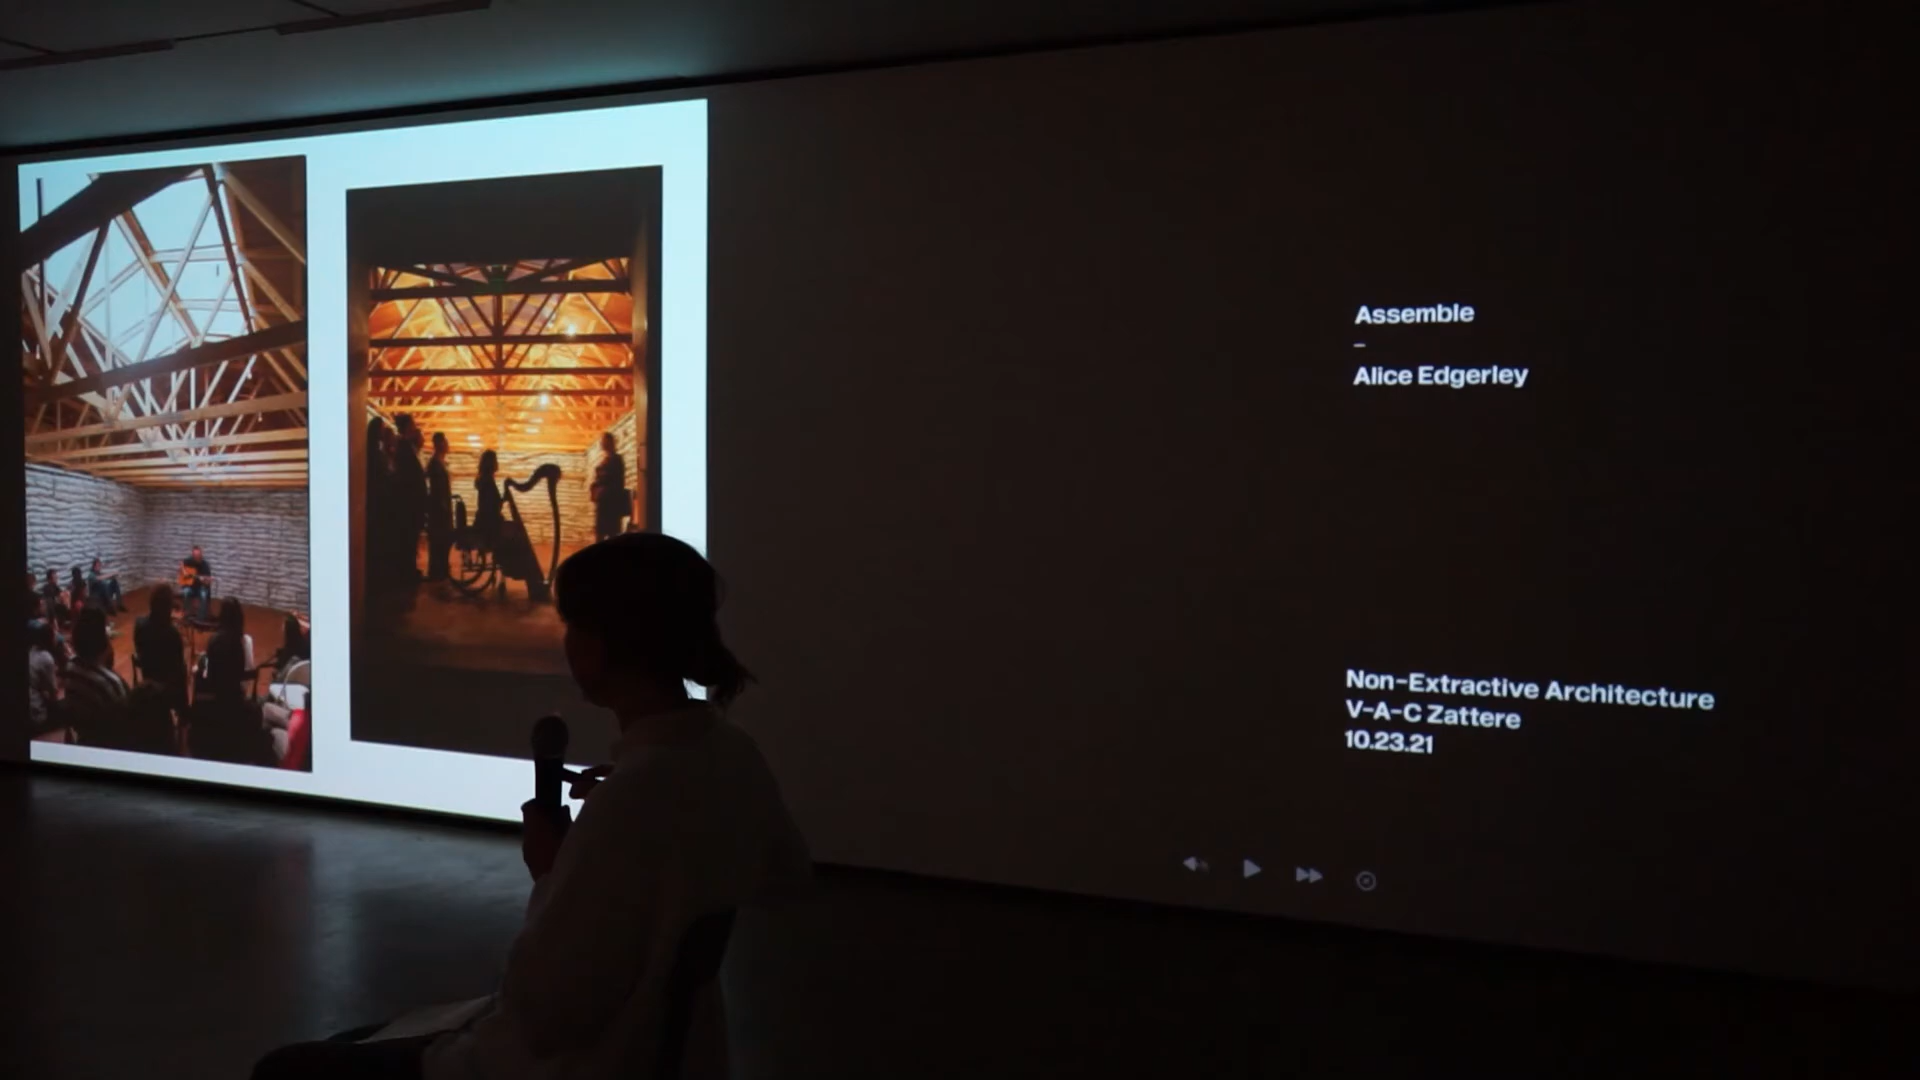 Assemble
–
Alice Edgerley
Non-Extractive Architecture
V-A-C Zattere
10.23.21